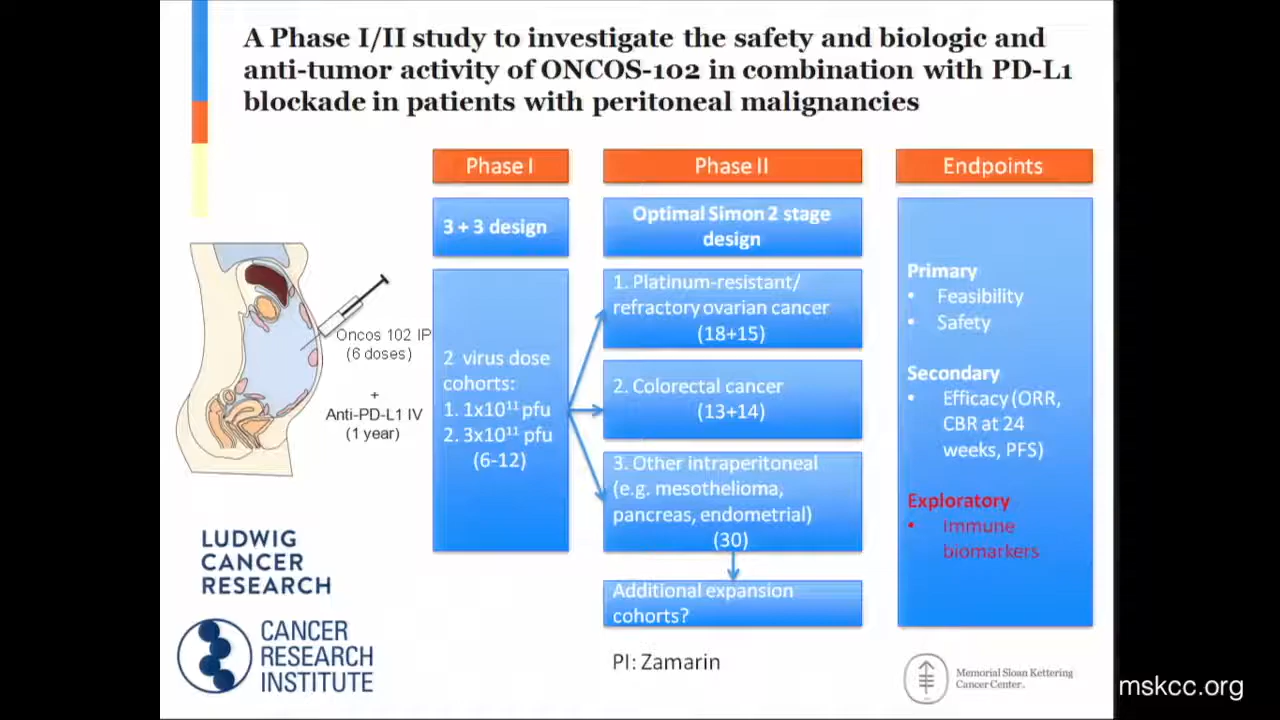 A Phase I/II study to investigate the safety and biologic and
anti-tumor activity of ONCOS-102 in combination with PD-L1
blockade in patients with peritoneal malignancies
Phase I
Phase II
Endpoints
3 + 3 design
Optimal Simon 2 stage
design
Oncos 102 IP
(6 doses)
+
Anti-PD-L1 IV
(1 year)
2 virus dose
cohorts:
1. 1x10¹¹ pfu
2. 3x10¹¹ pfu
(6-12)
1. Platinum-resistant/
refractory ovarian cancer
(18+15)
2. Colorectal cancer
(13+14)
3. Other intraperitoneal
(e.g. mesothelioma,
pancreas, endometrial)
(30)
Additional expansion
cohorts?
Primary
• Feasibility
• Safety
Secondary
• Efficacy (ORR,
CBR at 24
weeks, PFS)
Exploratory
• Immune
biomarkers
LUDWIG
CANCER
RESEARCH
CANCER
RESEARCH
INSTITUTE
PI: Zamarin
Memorial Sloan Kettering
Cancer Center.
mskcc.org